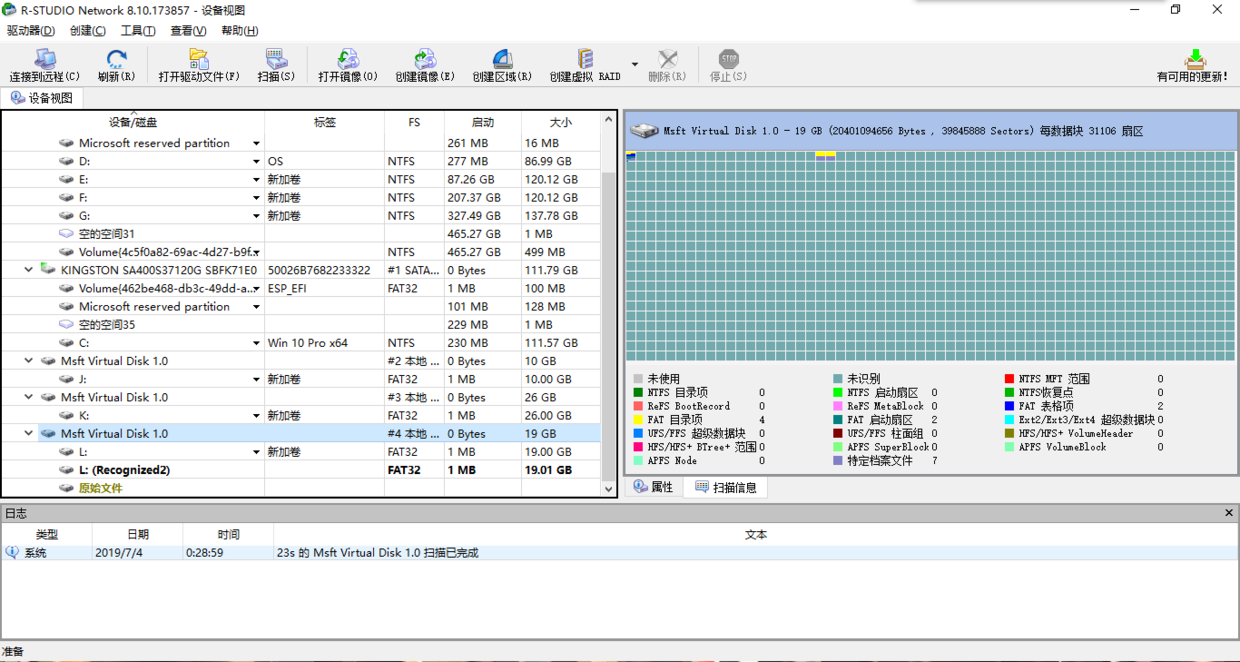 R-STUDIO Network 8.10.173857 - 设备视图
驱动器(D) 创建(C) 工具(T) 查看(V) 帮助(H)
连接到远程(C) 刷新(R) 打开驱动文件(F) 扫描(S) 打开镜像(O) 创建镜像(E) 创建区域(R) 创建虚拟 RAID 删除(R) STOP 停止(S) 有可用的更新!
设备视图
设备/磁盘 标签 FS 启动 大小
Microsoft reserved partition 261 MB 16 MB
D: OS NTFS 277 MB 86.99 GB
E: 新加卷 NTFS 87.26 GB 120.12 GB
F: 新加卷 NTFS 207.37 GB 120.12 GB
G: 新加卷 NTFS 327.49 GB 137.78 GB
空的空间31 465.27 GB 1 MB
Volume{4c5f0a82-69ac-4d27-b9f... NTFS 465.27 GB 499 MB
KINGSTON SA400S37120G SBFK71E0 50026B7682233322 #1 SATA... 0 Bytes 111.79 GB
Volume{462be468-db3c-49dd-a... ESP_EFI FAT32 1 MB 100 MB
Microsoft reserved partition 101 MB 128 MB
空的空间35 229 MB 1 MB
C: Win 10 Pro x64 NTFS 230 MB 111.57 GB
Msft Virtual Disk 1.0 #2 本地 ... 0 Bytes 10 GB
J: 新加卷 FAT32 1 MB 10.00 GB
Msft Virtual Disk 1.0 #3 本地 ... 0 Bytes 26 GB
K: 新加卷 FAT32 1 MB 26.00 GB
Msft Virtual Disk 1.0 #4 本地 ... 0 Bytes 19 GB
L: 新加卷 FAT32 1 MB 19.00 GB
L: (Recognized2) FAT32 1 MB 19.01 GB
原始文件
Msft Virtual Disk 1.0 - 19 GB (20401094656 Bytes , 39845888 Sectors) 每数据块 31106 扇区
未使用 未识别 NTFS MFT 范围 0
NTFS 目录项 0 NTFS 启动扇区 0 NTFS恢复点 0
ReFS BootRecord 0 ReFS MetaBlock 0 FAT 表格项 2
FAT 目录项 4 FAT 启动扇区 2 Ext2/Ext3/Ext4 超级数据块 0
UFS/FFS 超级数据块 0 UFS/FFS 柱面组 0 HFS/HFS+ VolumeHeader 0
HFS/HFS+ BTree+ 范围 0 APFS SuperBlock 0 APFS VolumeBlock 0
APFS Node 0 特定档案文件 7
属性 扫描信息
日志
类型 日期 时间 文本
系统 2019/7/4 0:28:59 23s 的 Msft Virtual Disk 1.0 扫描已完成
准备